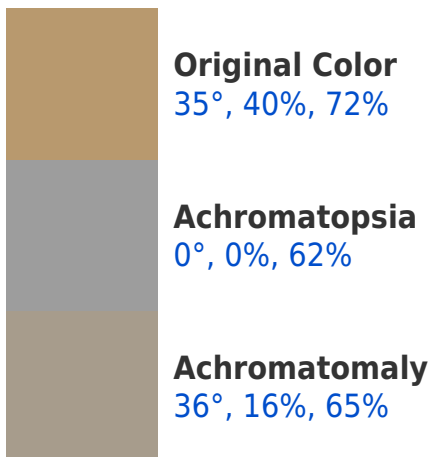 Original Color
35°, 40%, 72%
Achromatopsia
0°, 0%, 62%
Achromatomaly
36°, 16%, 65%